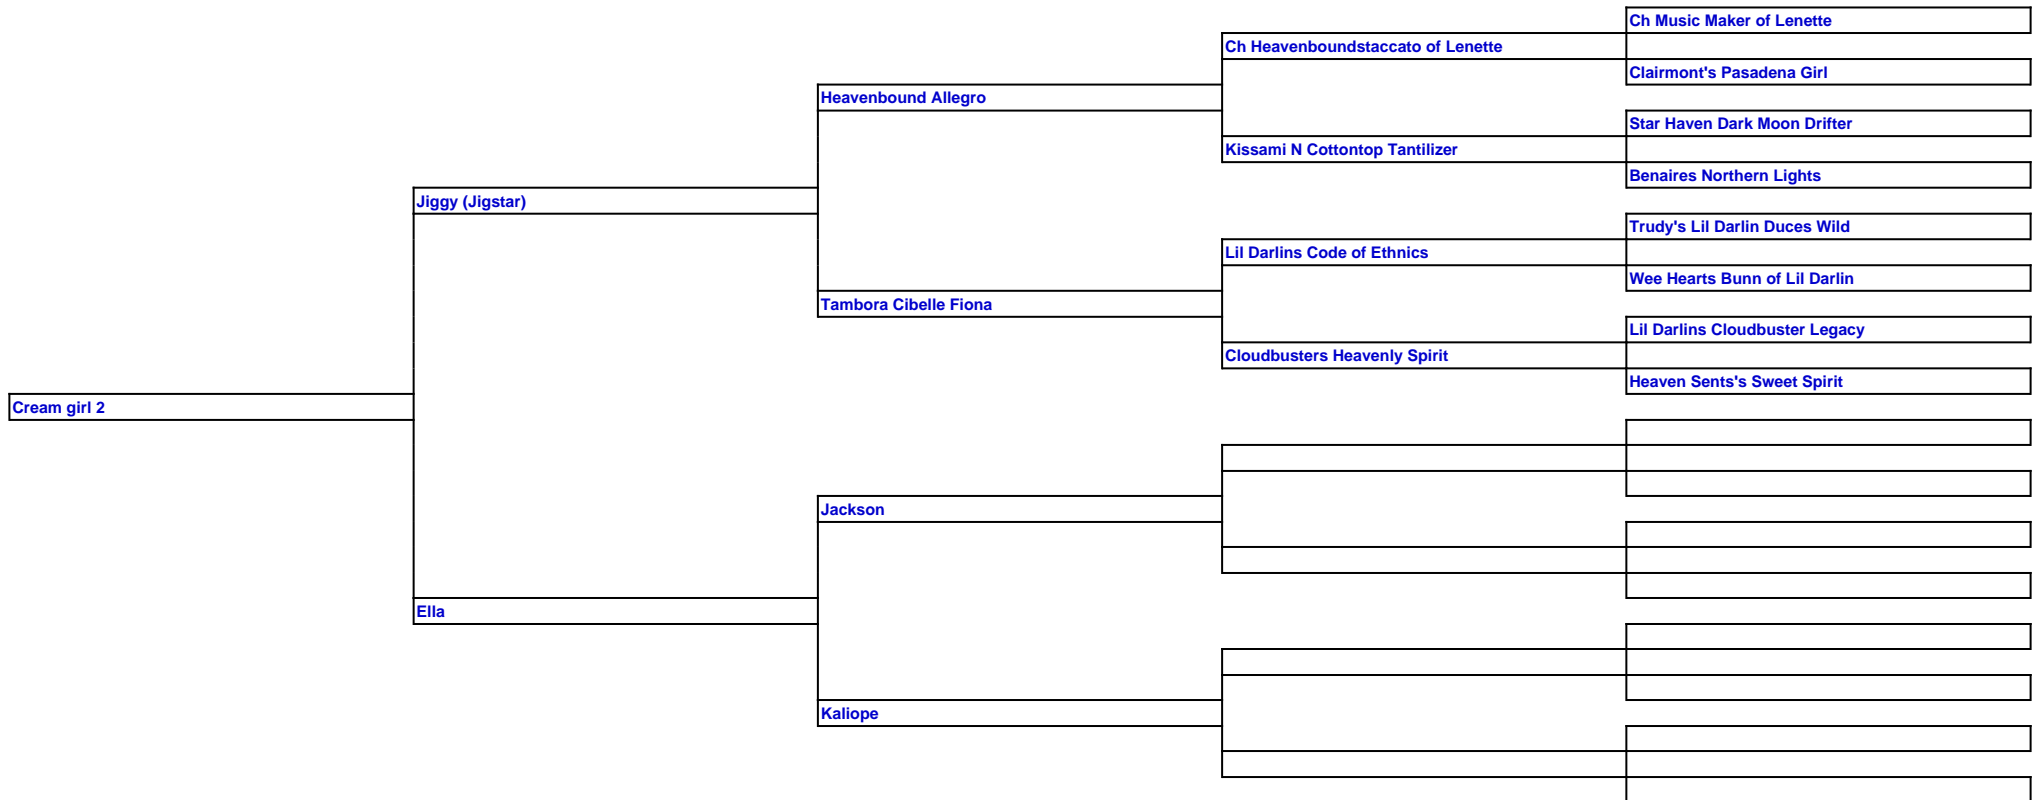 Ch Music Maker of Lenette
Ch Heavenboundstaccato of Lenette
Clairmont's Pasadena Girl
Heavenbound Allegro
Star Haven Dark Moon Drifter
Kissami N Cottontop Tantilizer
Benaires Northern Lights
Jiggy (Jigstar)
Trudy's Lil Darlin Duces Wild
Lil Darlins Code of Ethnics
Wee Hearts Bunn of Lil Darlin
Tambora Cibelle Fiona
Lil Darlins Cloudbuster Legacy
Cloudbusters Heavenly Spirit
Heaven Sents's Sweet Spirit
Cream girl 2
Jackson
Ella
Kaliope